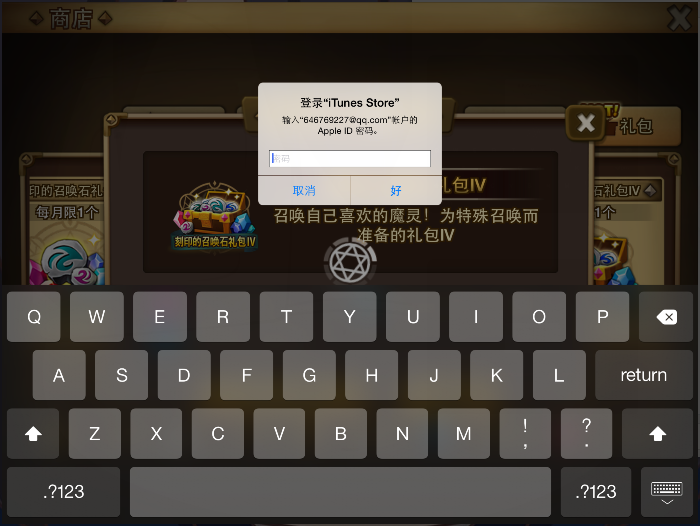 商店
登录“iTunes Store”
输入“646769227@qq.com”帐户的
Apple ID 密码。
密码
取消
好
礼包
印的召唤石礼
每月限1个
礼包IV
召唤自己喜欢的魔灵！为特殊召唤而
准备的礼包IV
刻印的召唤石礼包IV
石礼包IV
1个
Q W E R T Y U I O P
A S D F G H J K L return
Z X C V B N M ! , ? .
.?123 .?123